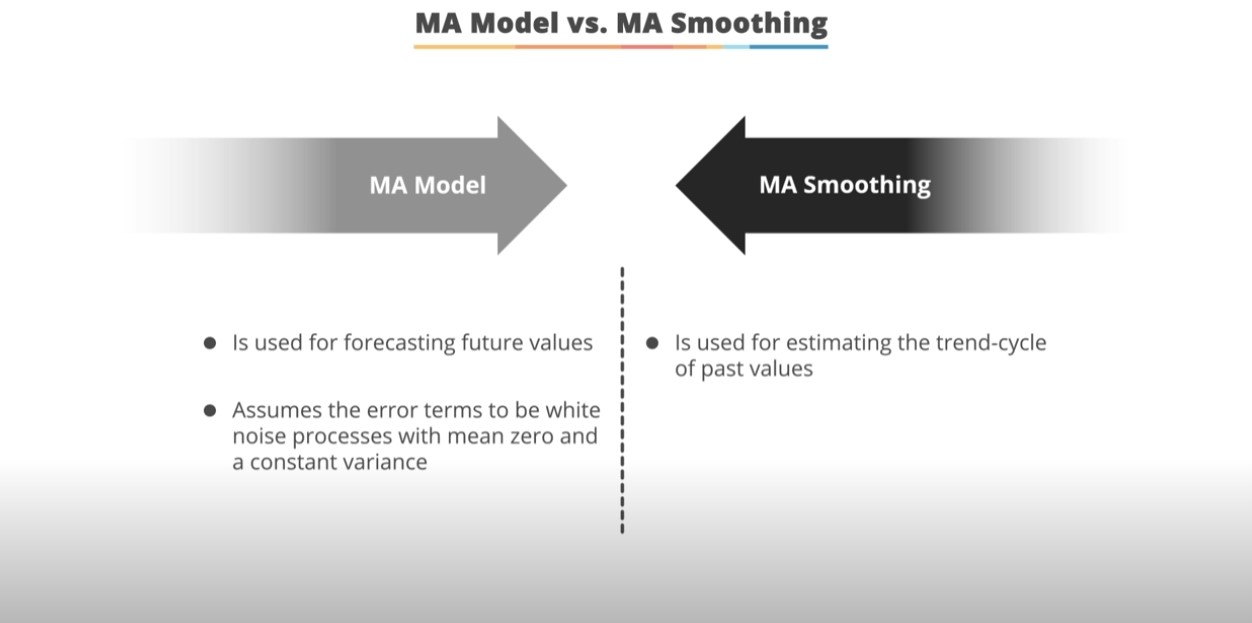 MA Model vs. MA Smoothing
MA Model
MA Smoothing
● Is used for forecasting future values
● Assumes the error terms to be white
noise processes with mean zero and
a constant variance
● Is used for estimating the trend-cycle
of past values